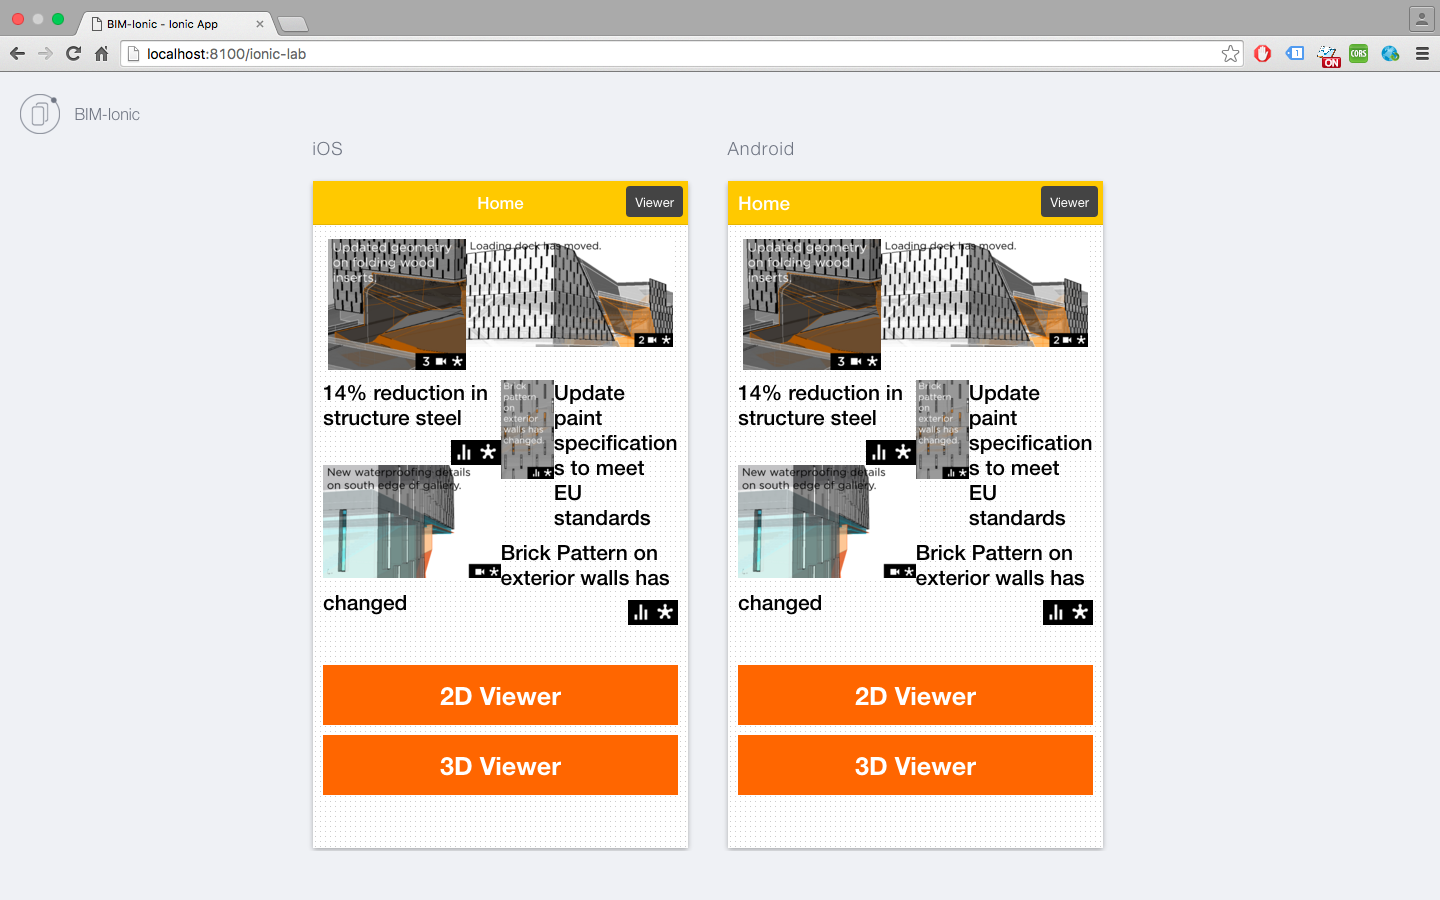 BIM-Ionic - Ionic App
localhost:8100/ionic-lab
1
ON
CORS
BIM-Ionic
iOS
Home
Viewer
Updated geometry
on folding wood
inserts.
3
Loading dock has moved.
2
14% reduction in
structure steel
Brick
pattern
on
exterior
walls has
changed.
Update
paint
specification
s to meet
EU
standards
New waterproofing details
on south edge of gallery.
Brick Pattern on
exterior walls has
changed
2D Viewer
3D Viewer
Android
Home
Viewer
Updated geometry
on folding wood
inserts.
3
Loading dock has moved.
2
14% reduction in
structure steel
Brick
pattern
on
exterior
walls has
changed.
Update
paint
specification
s to meet
EU
standards
New waterproofing details
on south edge of gallery.
Brick Pattern on
exterior walls has
changed
2D Viewer
3D Viewer